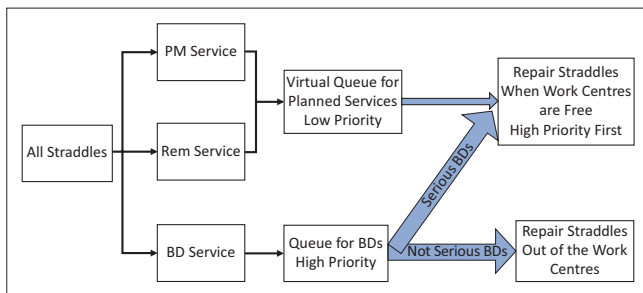 PM Service
Virtual Queue for
Planned Services
Low Priority
Repair Straddles
When Work Centres
are Free
High Priority First
All Straddles
Rem Service
Serious BDs
BD Service
Queue for BDs
High Priority
Not Serious BDs
Repair Straddles
Out of the Work
Centres